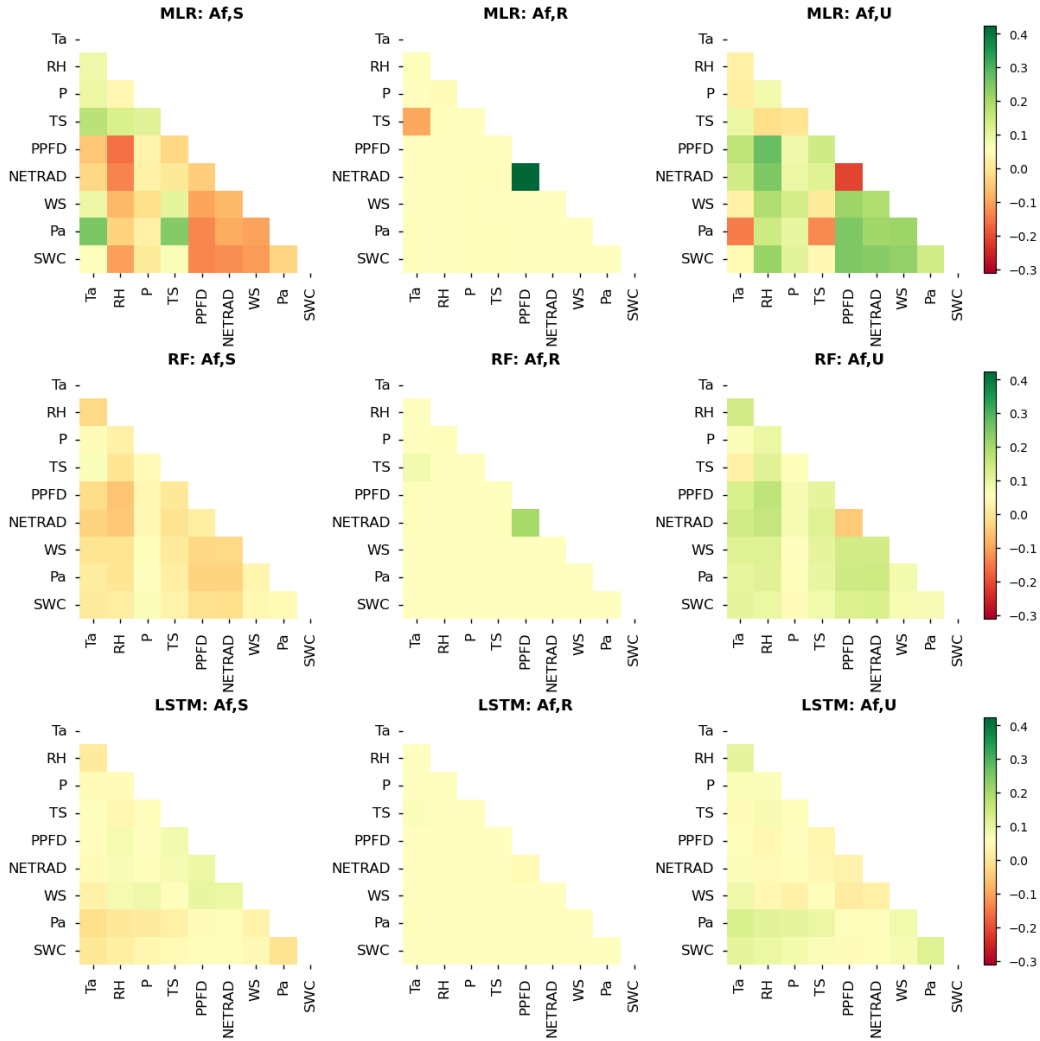 MLR: Af,S MLR: Af,R MLR: Af,U
Ta
RH
P
TS
PPFD
NETRAD
WS
Pa
SWC
Ta RH P TS PPFD NETRAD WS Pa SWC
Ta
RH
P
TS
PPFD
NETRAD
WS
Pa
SWC
Ta RH P TS PPFD NETRAD WS Pa SWC
Ta
RH
P
TS
PPFD
NETRAD
WS
Pa
SWC
Ta RH P TS PPFD NETRAD WS Pa SWC
0.4
0.3
0.2
0.1
0.0
−0.1
−0.2
−0.3
RF: Af,S RF: Af,R RF: Af,U
Ta
RH
P
TS
PPFD
NETRAD
WS
Pa
SWC
Ta RH P TS PPFD NETRAD WS Pa SWC
Ta
RH
P
TS
PPFD
NETRAD
WS
Pa
SWC
Ta RH P TS PPFD NETRAD WS Pa SWC
Ta
RH
P
TS
PPFD
NETRAD
WS
Pa
SWC
Ta RH P TS PPFD NETRAD WS Pa SWC
0.4
0.3
0.2
0.1
0.0
−0.1
−0.2
−0.3
LSTM: Af,S LSTM: Af,R LSTM: Af,U
Ta
RH
P
TS
PPFD
NETRAD
WS
Pa
SWC
Ta RH P TS PPFD NETRAD WS Pa SWC
Ta
RH
P
TS
PPFD
NETRAD
WS
Pa
SWC
Ta RH P TS PPFD NETRAD WS Pa SWC
Ta
RH
P
TS
PPFD
NETRAD
WS
Pa
SWC
Ta RH P TS PPFD NETRAD WS Pa SWC
0.4
0.3
0.2
0.1
0.0
−0.1
−0.2
−0.3